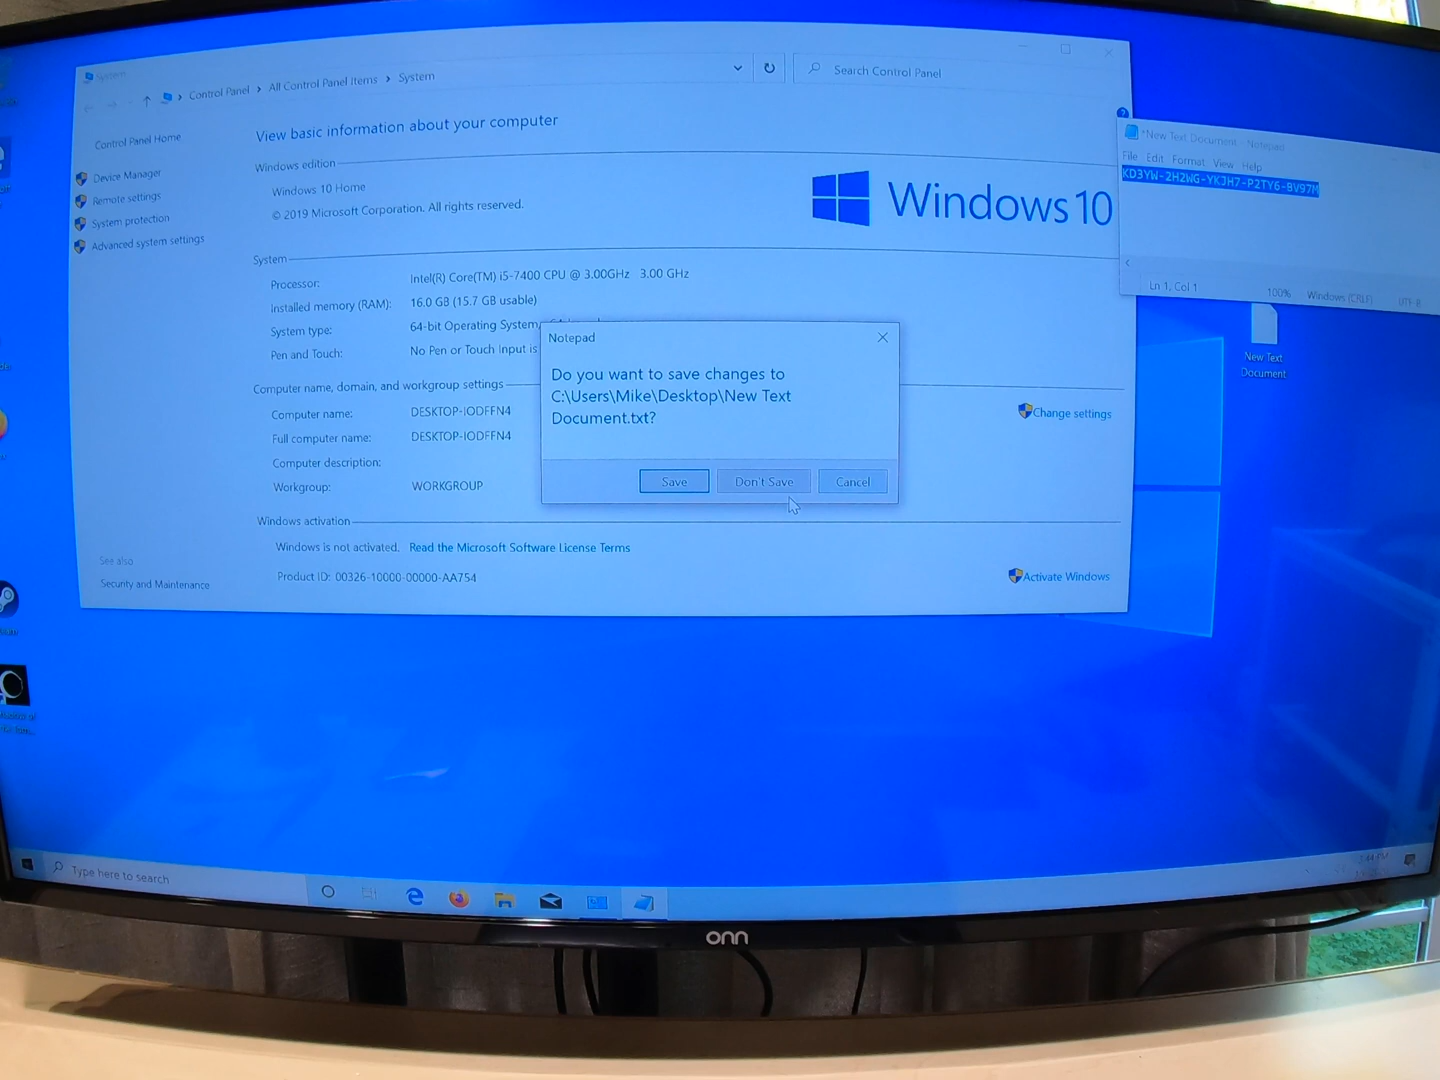 System
Control Panel > All Control Panel Items > System
Search Control Panel
Control Panel Home
Device Manager
Remote settings
System protection
Advanced system settings
See also
Security and Maintenance
View basic information about your computer
Windows edition
Windows 10 Home
© 2019 Microsoft Corporation. All rights reserved.
Windows 10
System
Processor: Intel(R) Core(TM) i5-7400 CPU @ 3.00GHz 3.00 GHz
Installed memory (RAM): 16.0 GB (15.7 GB usable)
System type: 64-bit Operating System,
Pen and Touch: No Pen or Touch Input is
Computer name, domain, and workgroup settings
Computer name: DESKTOP-IODFFN4
Change settings
Full computer name: DESKTOP-IODFFN4
Computer description:
Workgroup: WORKGROUP
Windows activation
Windows is not activated. Read the Microsoft Software License Terms
Product ID: 00326-10000-00000-AA754
Activate Windows
Notepad
Do you want to save changes to
C:\Users\Mike\Desktop\New Text
Document.txt?
Save Don't Save Cancel
*New Text Document - Notepad
File Edit Format View Help
KD3YW-2H2WG-YKJH7-P2TY6-BV97M
Ln 1, Col 1 100% Windows (CRLF) UTF-8
New Text
Document
Type here to search
onn